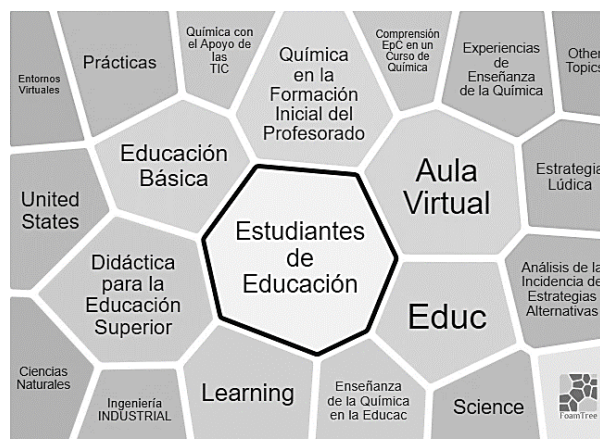 Entornos
Virtuales
Prácticas
Química con
el Apoyo de
las
TIC
Química
en la
Formación
Inicial del
Profesorado
Comprensión
EpC en un
Curso de
Química
Experiencias
de
Enseñanza
de la Química
Other
Topics
Educación
Básica
Aula
Virtual
Estrategia
Lúdica
United
States
Estudiantes
de
Educación
Didáctica
para la
Educación
Superior
Educ
Análisis de la
Incidencia de
Estrategias
Alternativas
Ciencias
Naturales
Ingeniería
INDUSTRIAL
Learning
Enseñanza
de la Química
en la Educac
Science
FoamTree